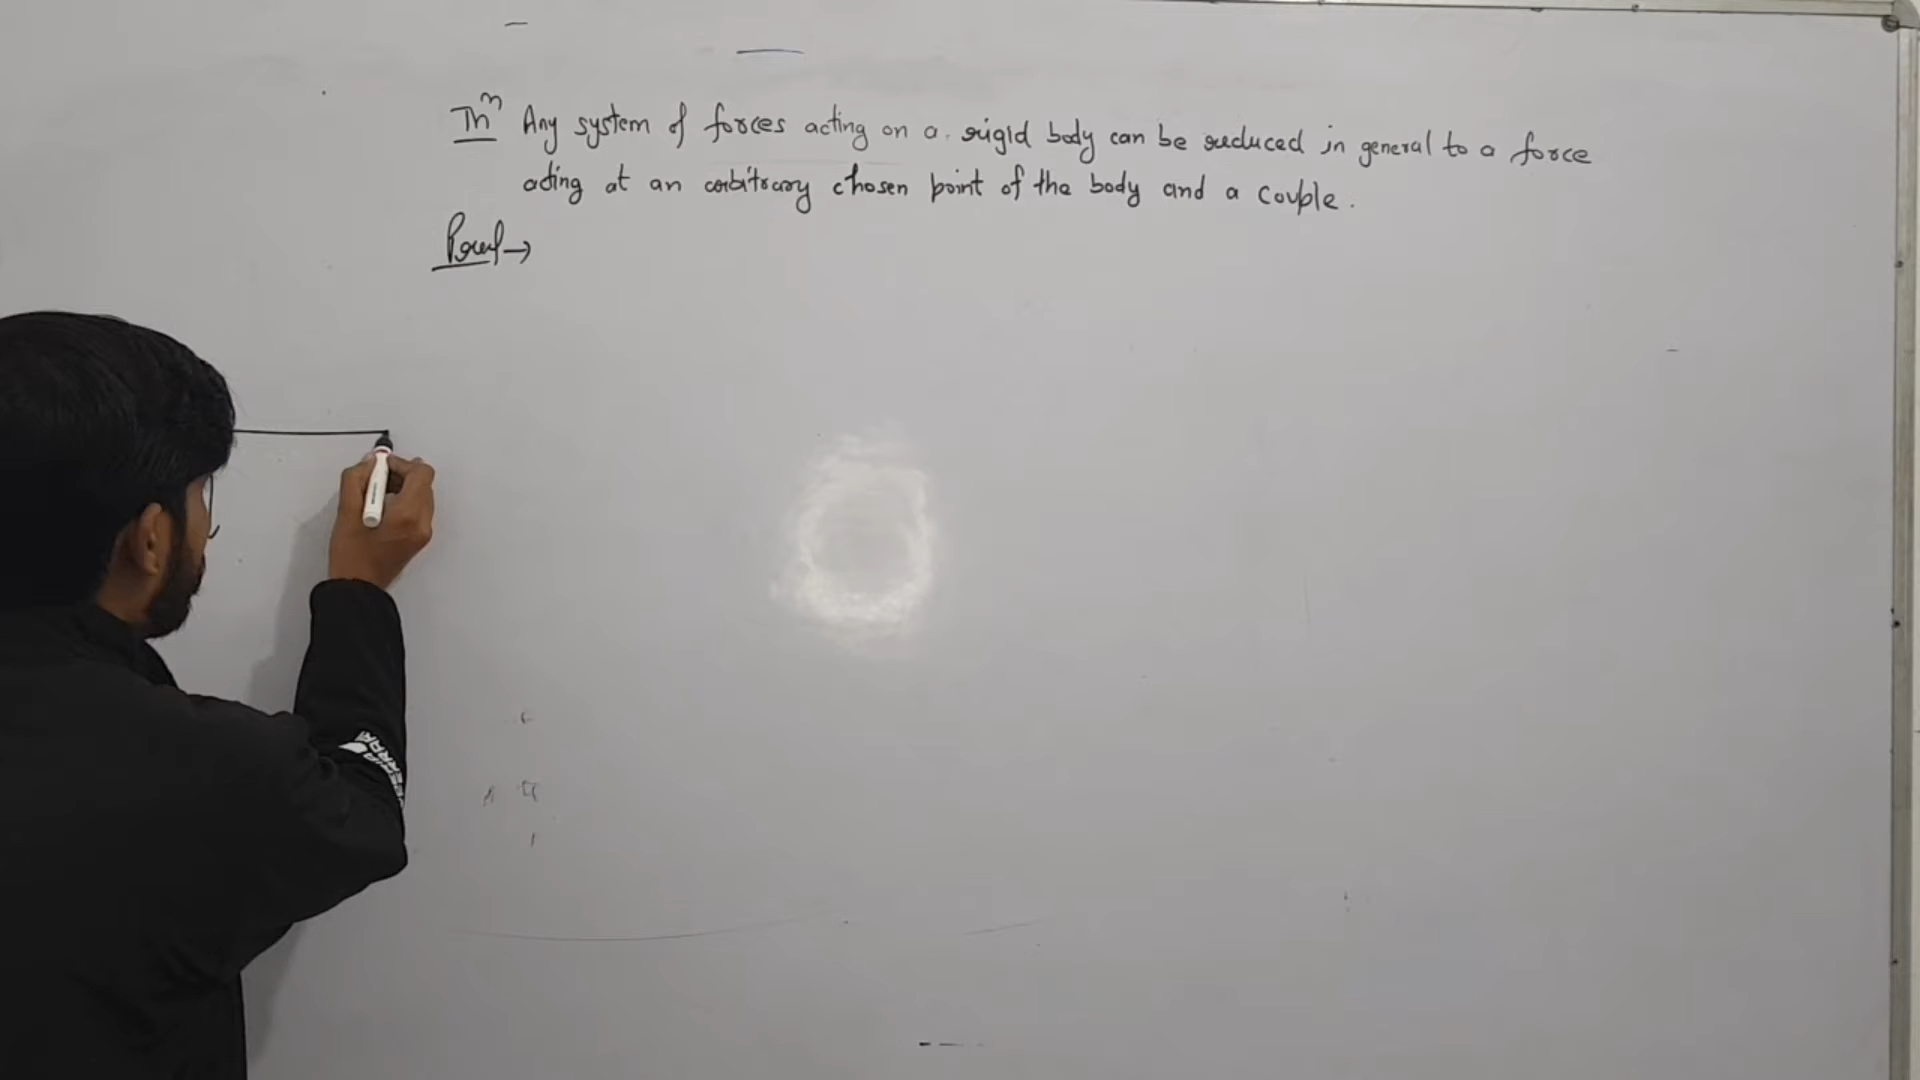 Thm Any system of forces acting on a rigid body can be reduced in general to a force
acting at an arbitrary chosen point of the body and a couple.
Proof →